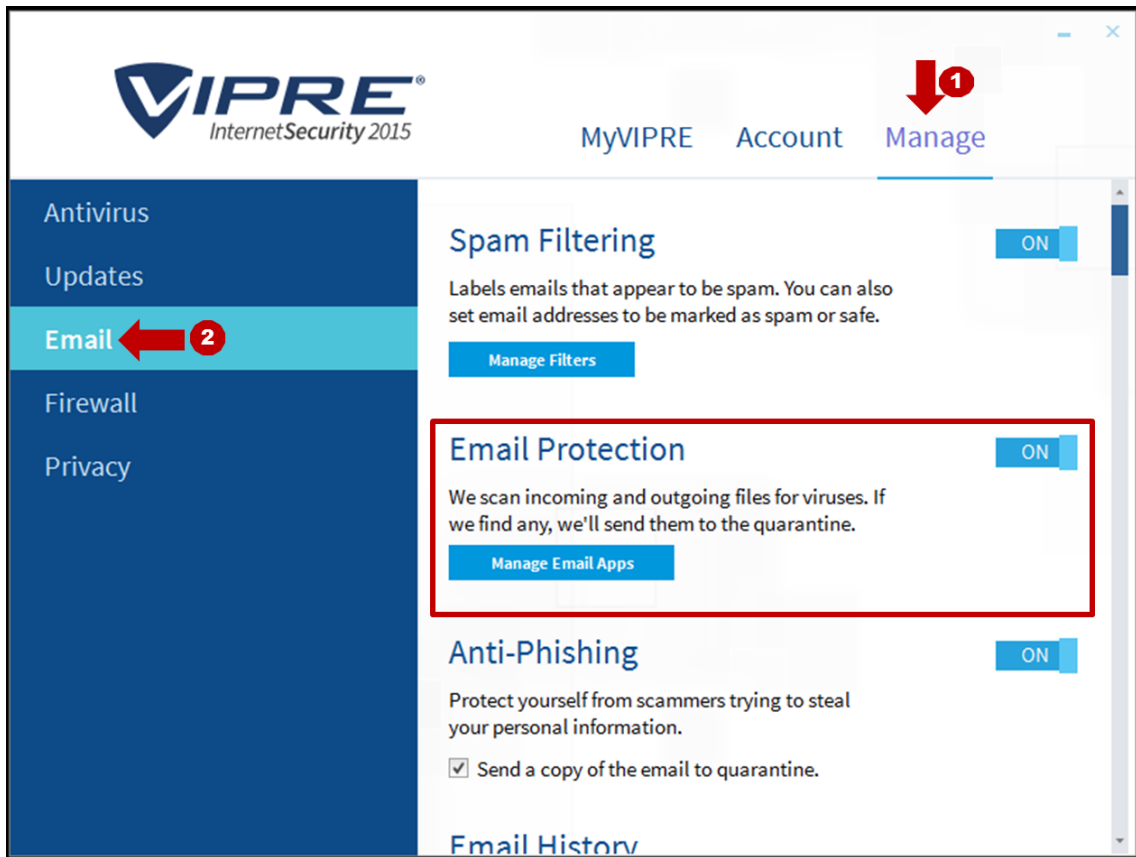 VIPRE®
InternetSecurity 2015
MyVIPRE Account Manage
1
Antivirus
Updates
Email
2
Firewall
Privacy
Spam Filtering
ON
Labels emails that appear to be spam. You can also
set email addresses to be marked as spam or safe.
Manage Filters
Email Protection
ON
We scan incoming and outgoing files for viruses. If
we find any, we'll send them to the quarantine.
Manage Email Apps
Anti-Phishing
ON
Protect yourself from scammers trying to steal
your personal information.
Send a copy of the email to quarantine.
Email History